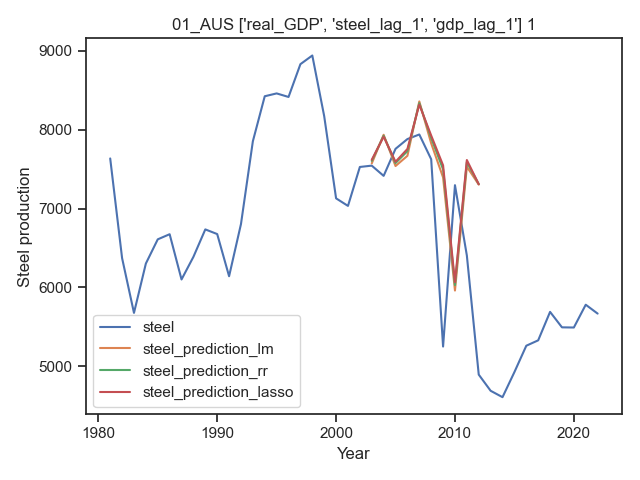 01_AUS ['real_GDP', 'steel_lag_1', 'gdp_lag_1'] 1
Steel production
9000
8000
7000
6000
5000
steel
steel_prediction_lm
steel_prediction_rr
steel_prediction_lasso
1980
1990
2000
2010
2020
Year